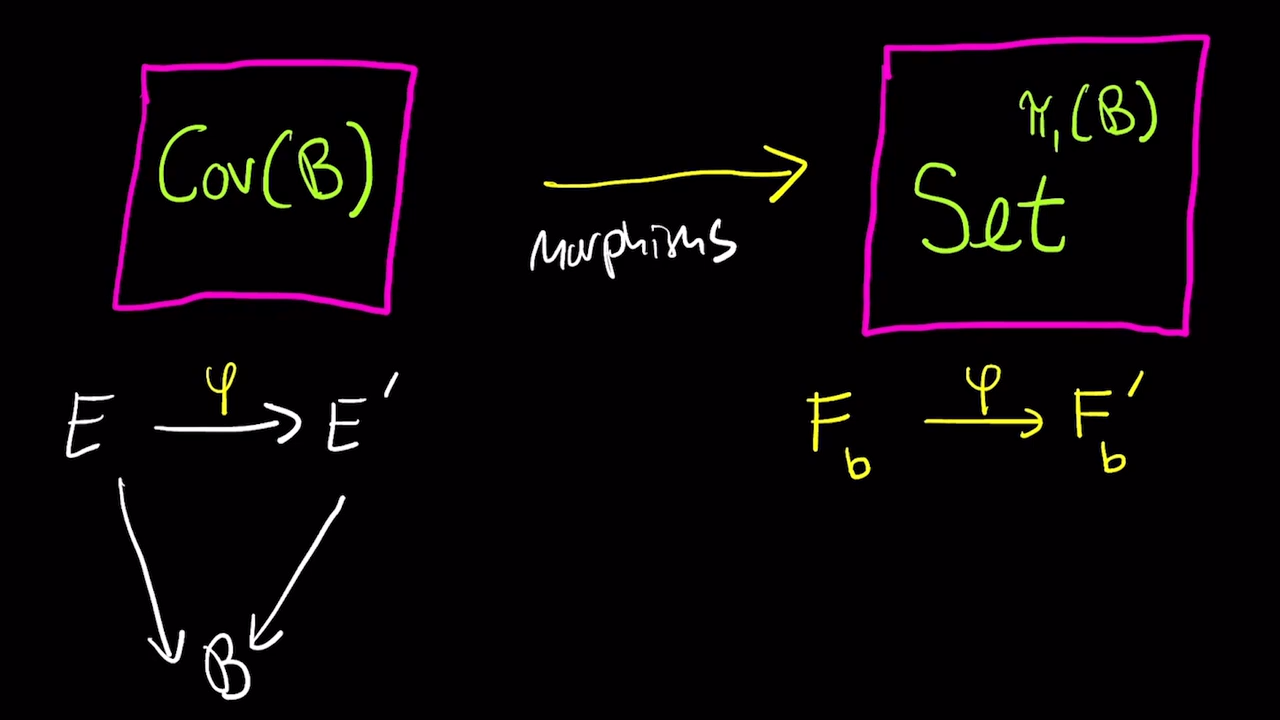 Cov(B)
morphisms
Set^π₁(B)
E φ E′
F_b φ F′_b
B